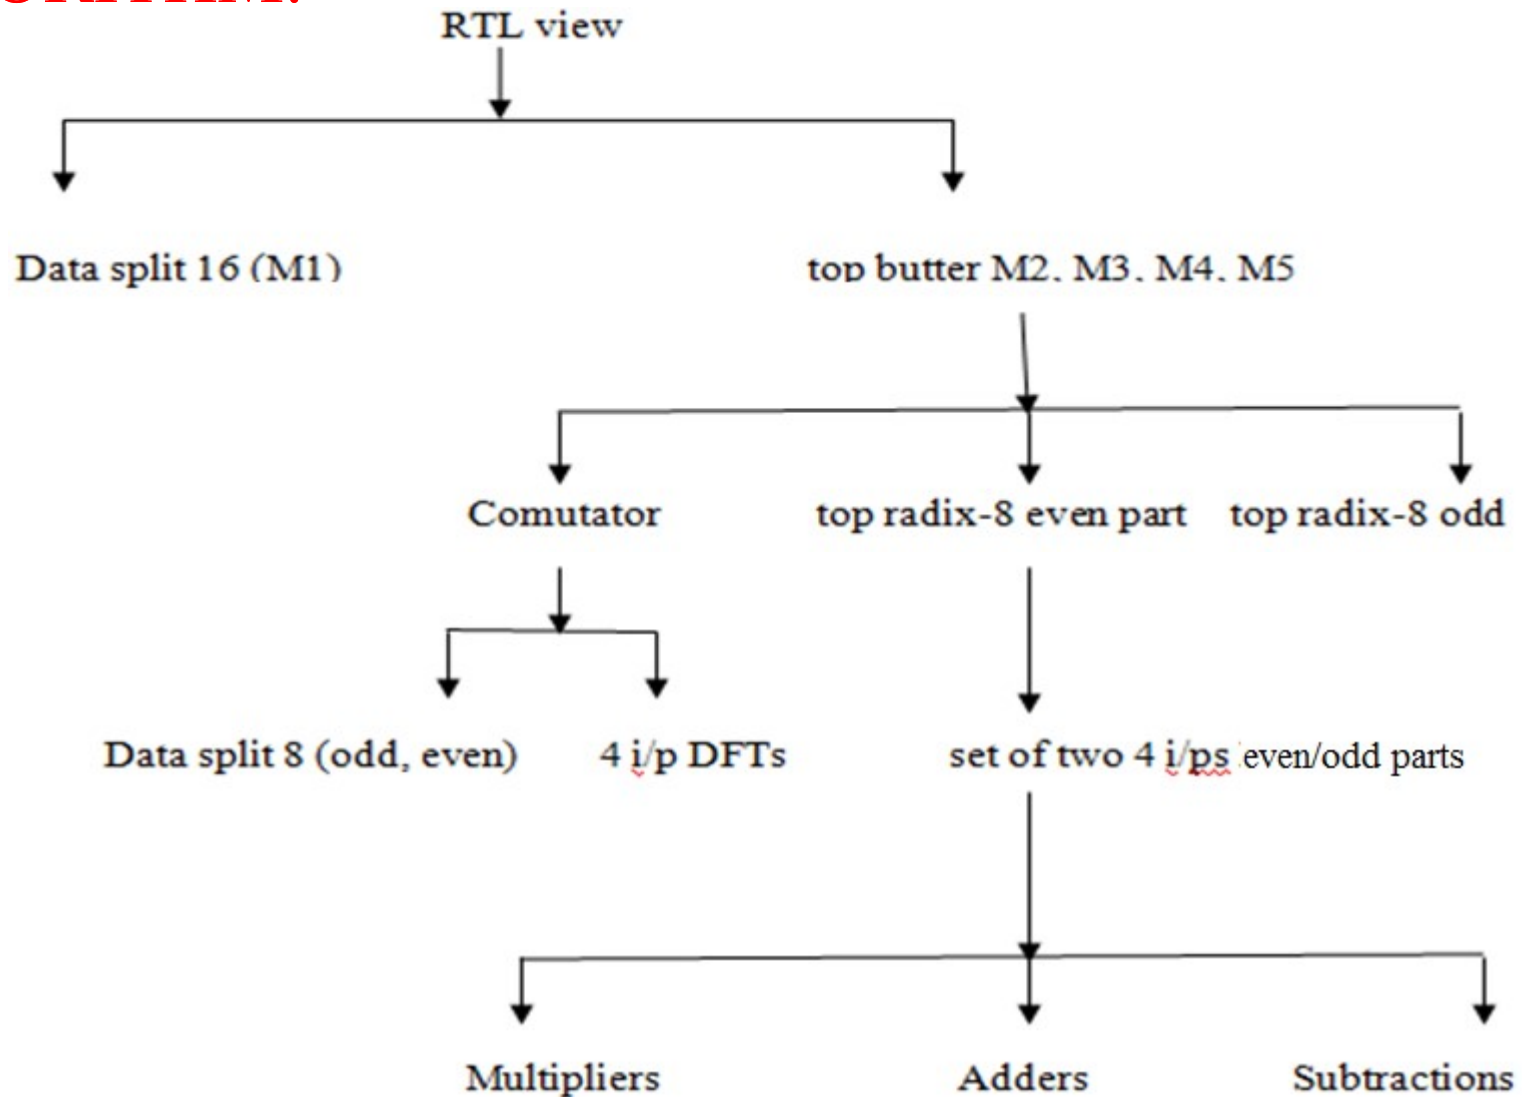 RTL view
Data split 16 (M1)
top butter M2, M3, M4, M5
Comutator
top radix-8 even part
top radix-8 odd
Data split 8 (odd, even)
4 i/p DFTs
set of two 4 i/ps even/odd parts
Multipliers
Adders
Subtractions